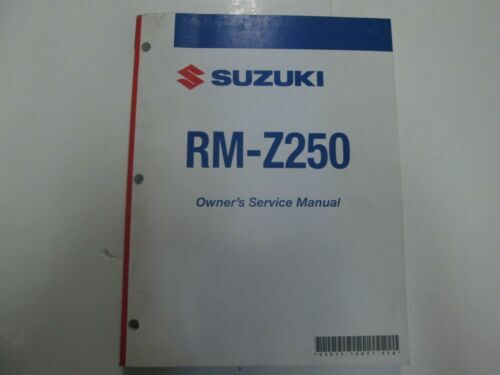 SUZUKI
RM-Z250
Owner's Service Manual